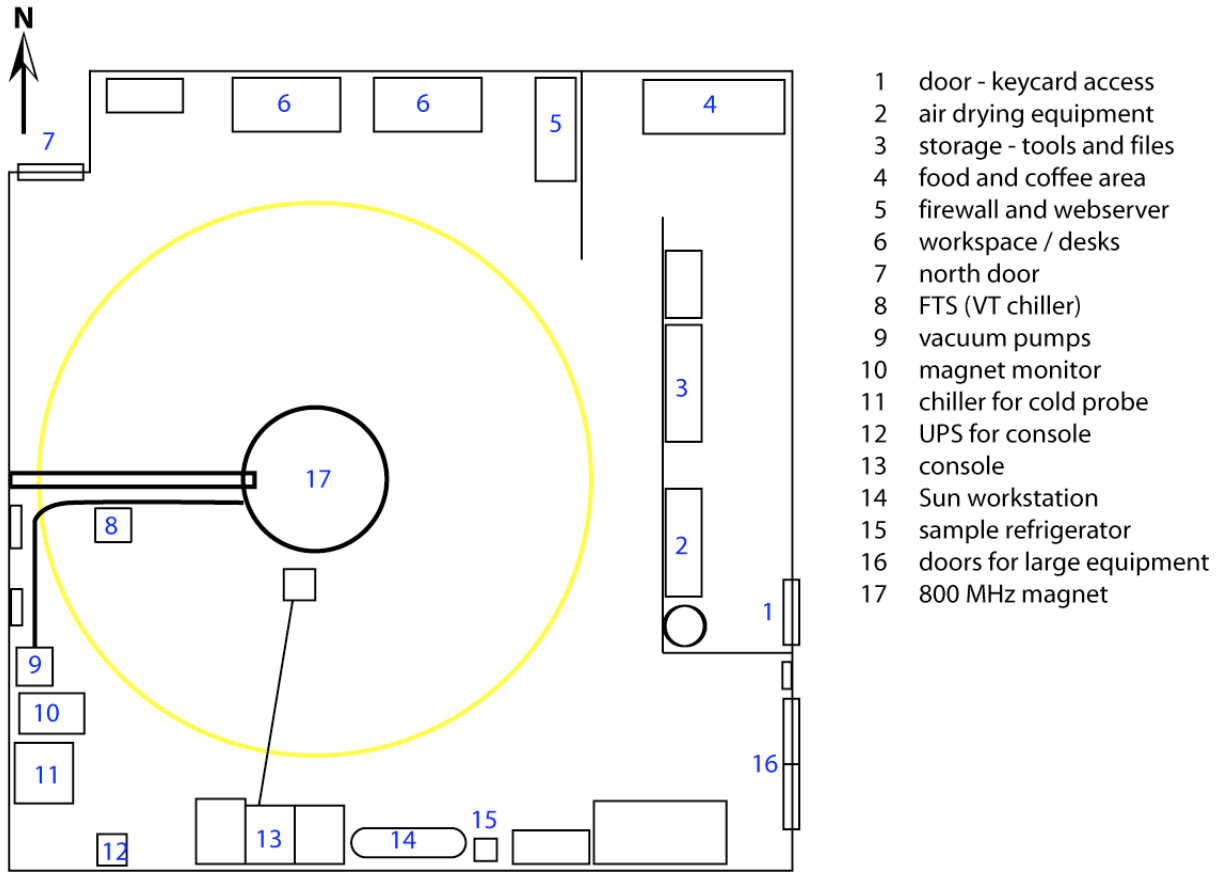 N
7
6
6
5
4
3
17
8
2
1
9
10
11
16
12
13
14
15
1 door - keycard access
2 air drying equipment
3 storage - tools and files
4 food and coffee area
5 firewall and webserver
6 workspace / desks
7 north door
8 FTS (VT chiller)
9 vacuum pumps
10 magnet monitor
11 chiller for cold probe
12 UPS for console
13 console
14 Sun workstation
15 sample refrigerator
16 doors for large equipment
17 800 MHz magnet